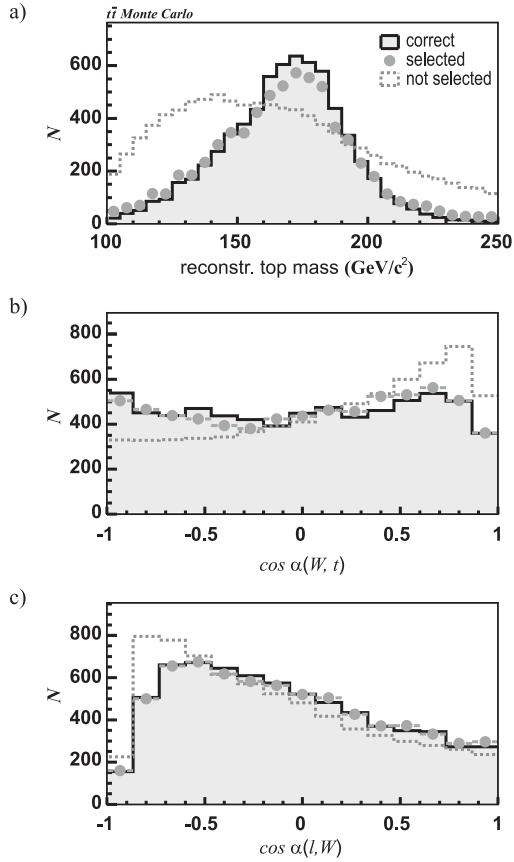 a)
tt̄ Monte Carlo
correct
selected
not selected
N
600
400
200
0
100 150 200 250
reconstr. top mass (GeV/c²)
b)
N
800
600
400
200
0
-1 -0.5 0 0.5 1
cos α(W, t)
c)
N
800
600
400
200
0
-1 -0.5 0 0.5 1
cos α(l,W)